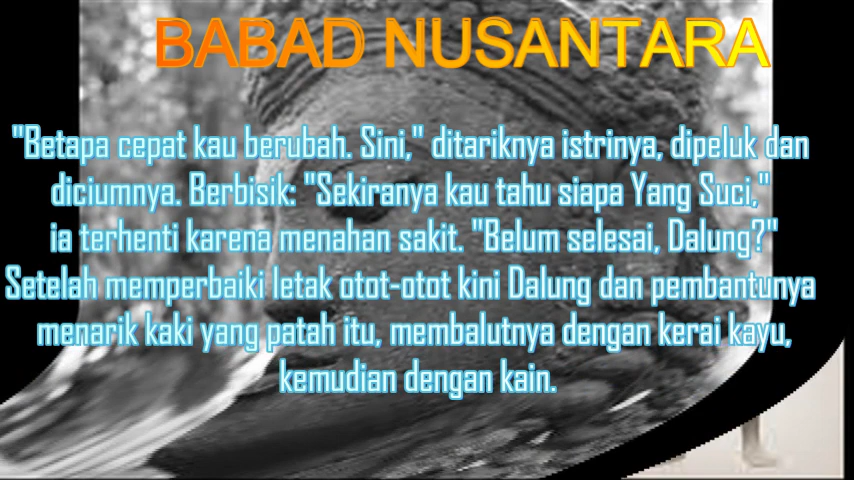 BABAD NUSANTARA
"Betapa cepat kau berubah. Sini," ditariknya istrinya, dipeluk dan
diciumnya. Berbisik: "Sekiranya kau tahu siapa Yang Suci,"
ia terhenti karena menahan sakit. "Belum selesai, Dalung?"
Setelah memperbaiki letak otot-otot kini Dalung dan pembantunya
menarik kaki yang patah itu, membalutnya dengan kerai kayu,
kemudian dengan kain.